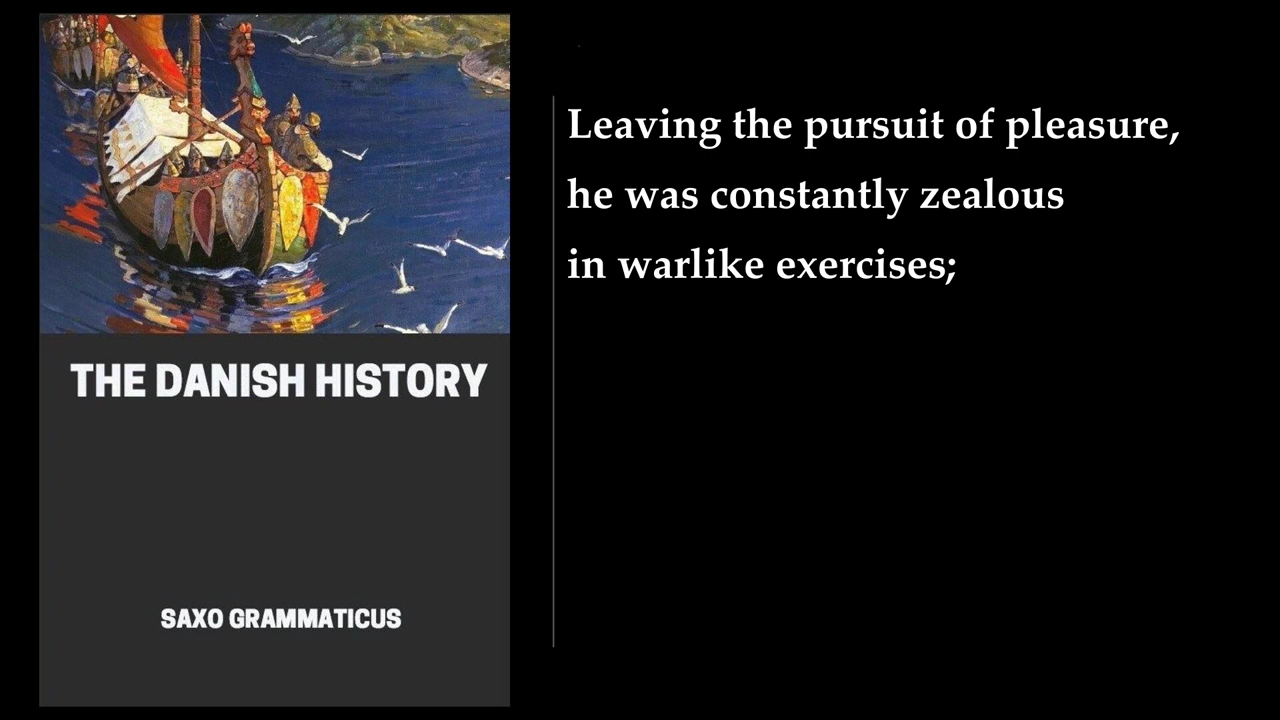 THE DANISH HISTORY
SAXO GRAMMATICUS
Leaving the pursuit of pleasure,
he was constantly zealous
in warlike exercises;